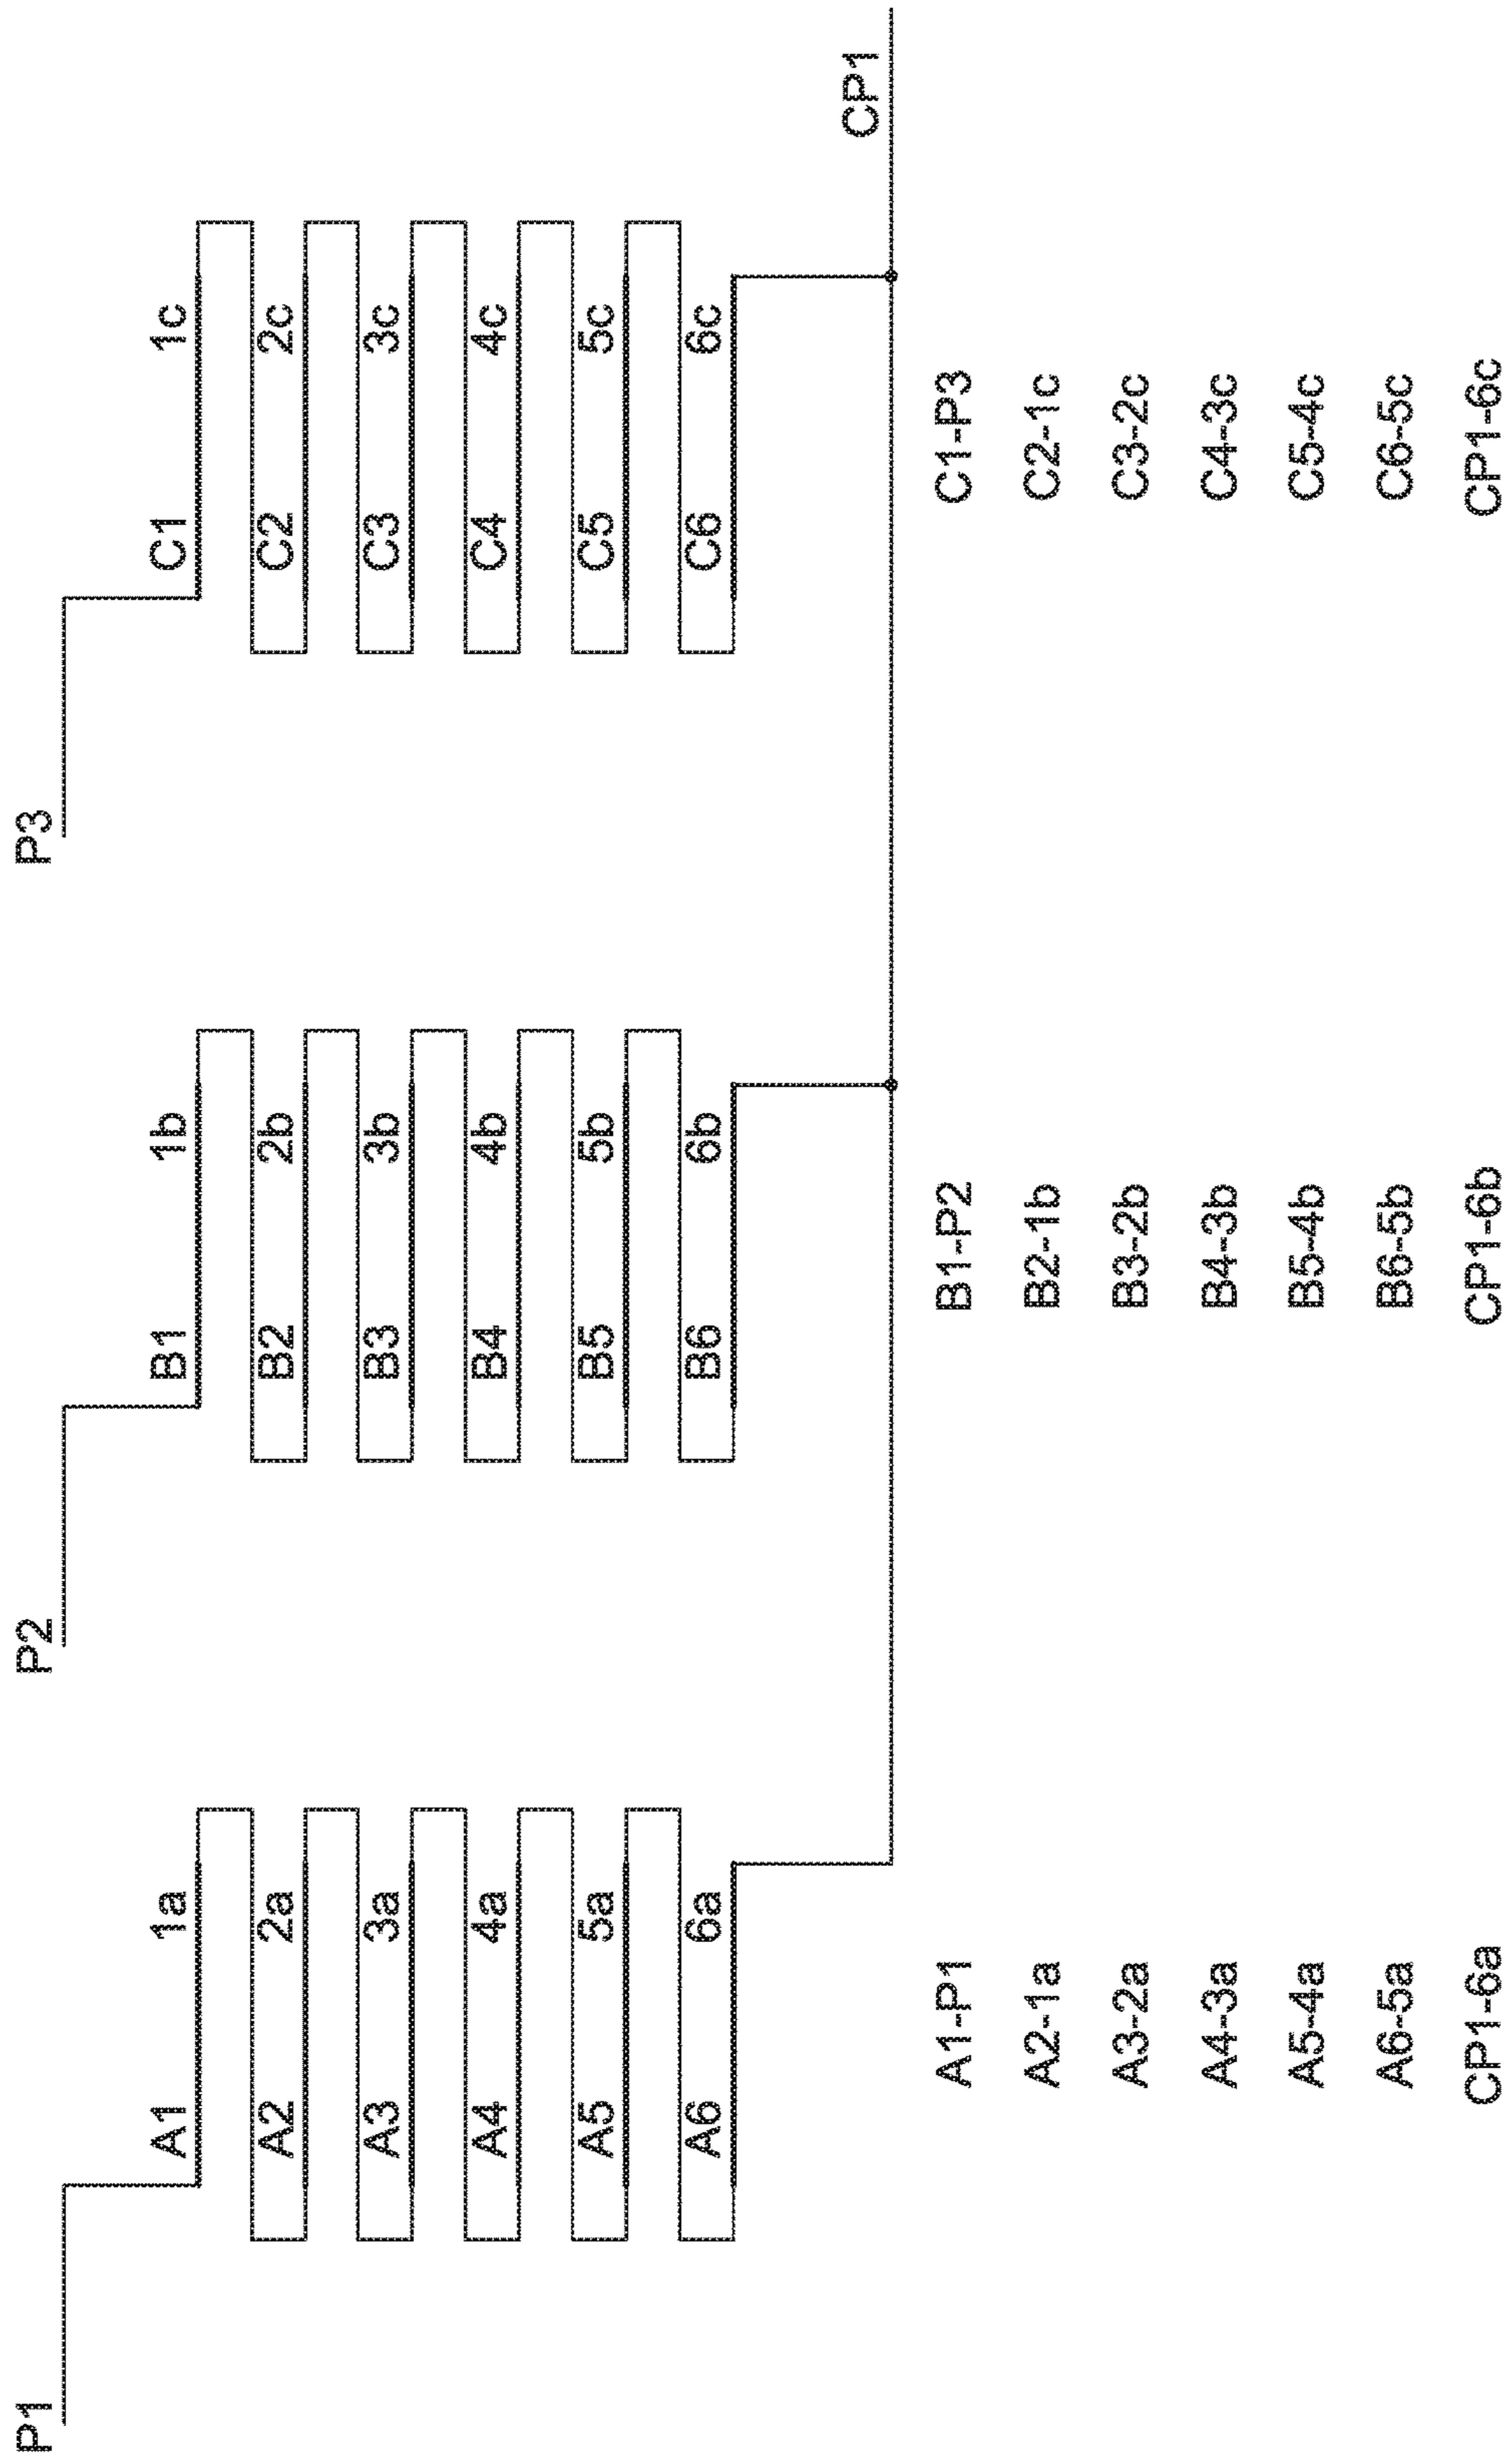 P1 P2 P3
A1 1a B1 1b C1 1c
A2 2a B2 2b C2 2c
A3 3a B3 3b C3 3c
A4 4a B4 4b C4 4c
A5 5a B5 5b C5 5c
A6 6a B6 6b C6 6c
CP1
A1-P1 B1-P2 C1-P3
A2-1a B2-1b C2-1c
A3-2a B3-2b C3-2c
A4-3a B4-3b C4-3c
A5-4a B5-4b C5-4c
A6-5a B6-5b C6-5c
CP1-6a CP1-6b CP1-6c